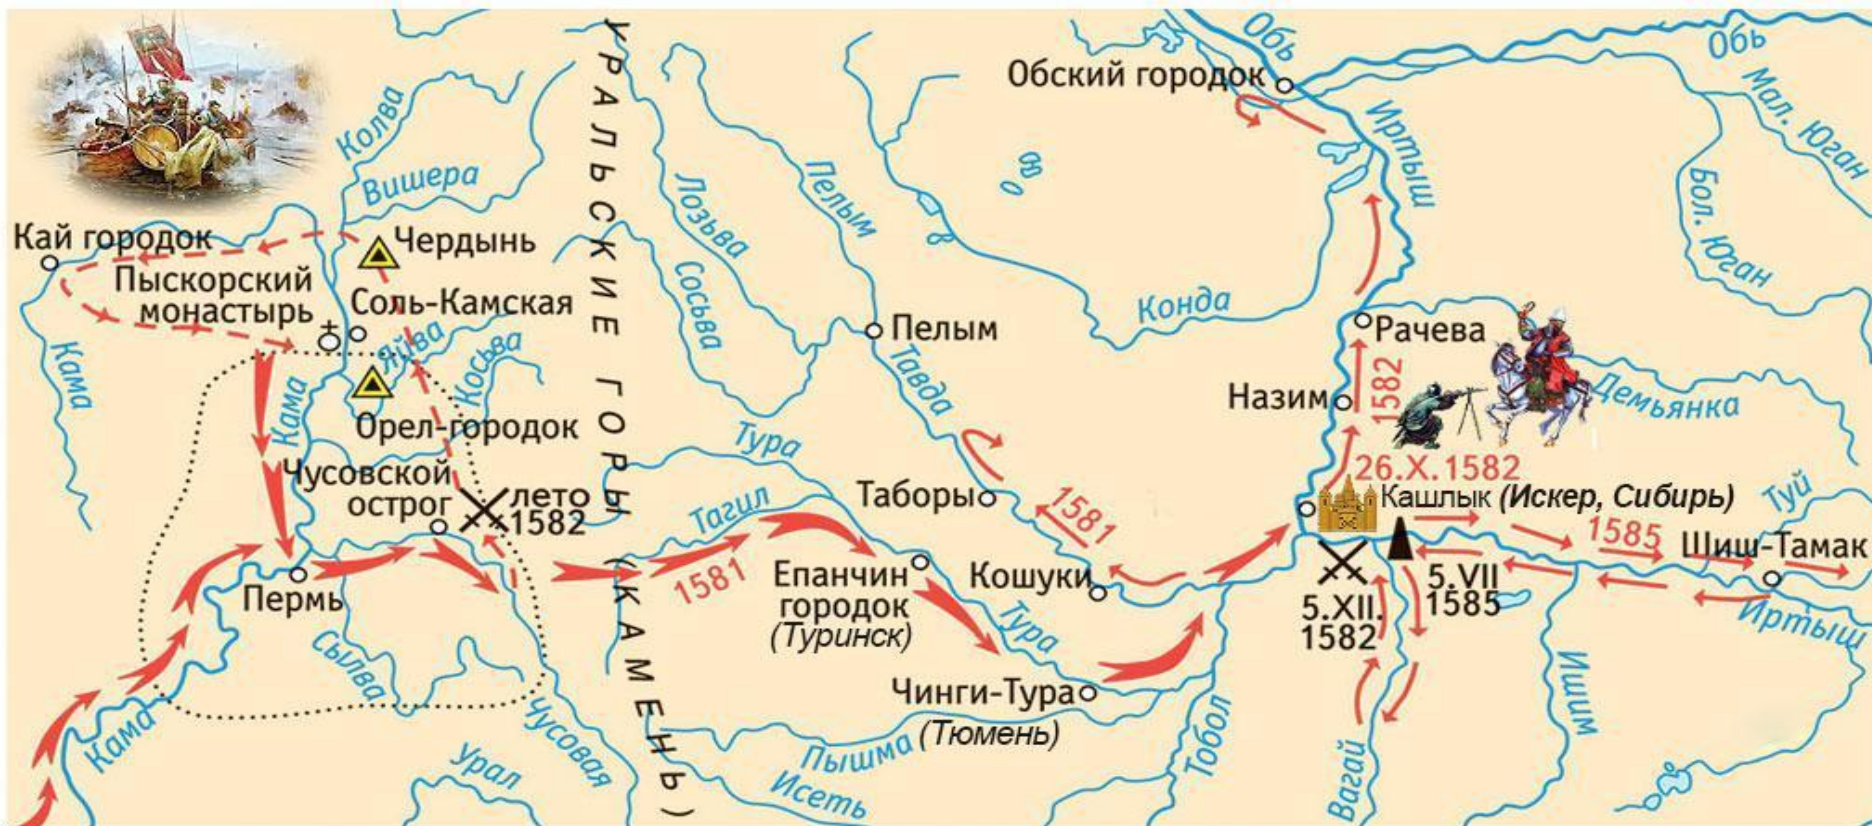 Обь
Обь
Обский городок
Мал. Юган
Иртыш
Колва
Вишера
УРАЛЬСКИЕ ГОРЫ (КАМЕНЬ)
Лозьва
Пелым
Бол. Юган
Кай городок
Чердынь
Пыскорский
монастырь
Соль-Камская
Сосьва
Конда
Яйва
Косьва
Пелым
Рачева
Кама
Кама
Тавда
Назим
1582
Демьянка
Орел-городок
Тура
Чусовской
острог
лето
1582
Тагил
Таборы
1581
26.X.1582
Кашлык (Искер, Сибирь)
Туй
1585
Шиш-Тамак
Пермь
1581
Епанчин
городок
(Туринск)
Кошуки
5.XII.
1582
5.VII
1585
Иртыш
Тура
Сылва
Чинги-Тура
(Тюмень)
Ишим
Кама
Чусовая
Пышма
Тобол
Урал
Исеть
Вагай